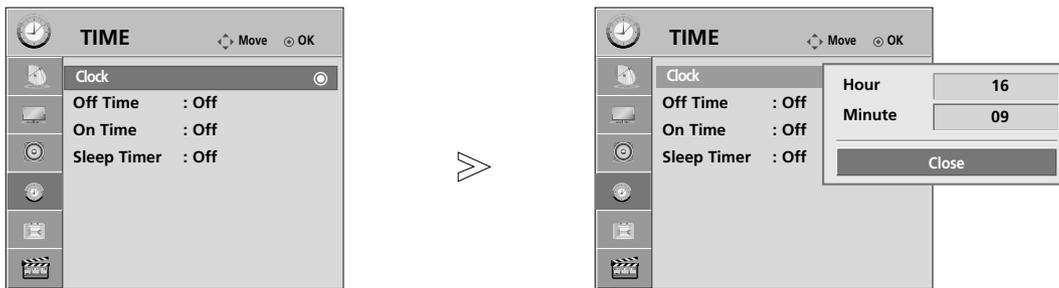 TIME Move OK
Clock
Off Time : Off
On Time : Off
Sleep Timer : Off
>
TIME Move OK
Clock
Off Time : Off
On Time : Off
Sleep Timer : Off
Hour 16
Minute 09
Close